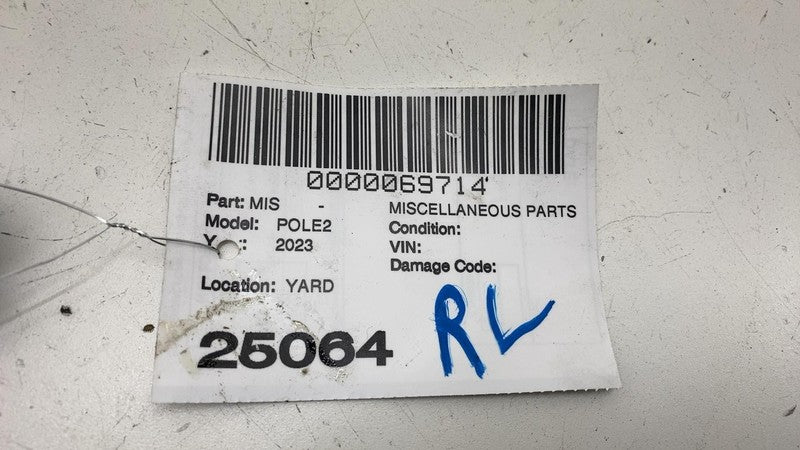 0000069714
Part: MIS - MISCELLANEOUS PARTS
Model: POLE2 Condition:
2023 VIN:
Damage Code:
Location: YARD
25064 RL